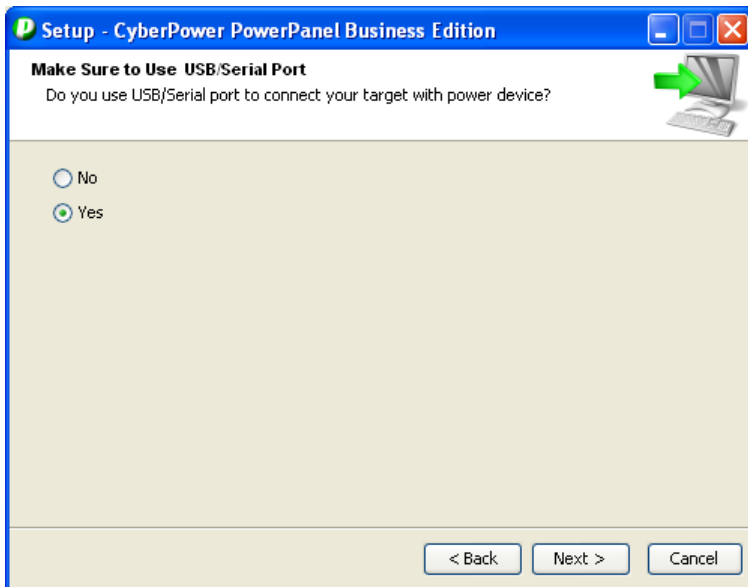 Setup - CyberPower PowerPanel Business Edition
Make Sure to Use USB/Serial Port
Do you use USB/Serial port to connect your target with power device?
No
Yes
< Back
Next >
Cancel